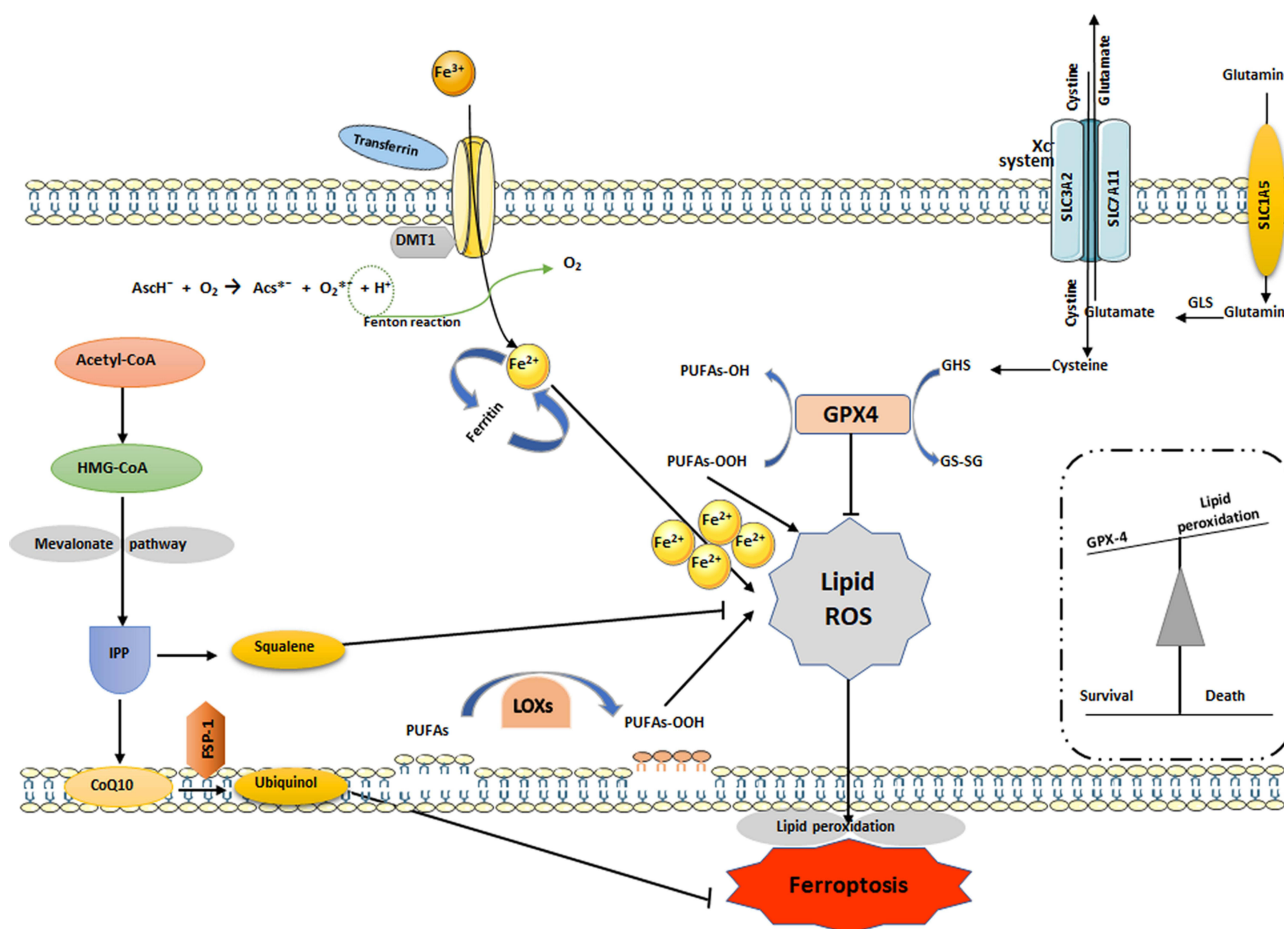 Fe3+
Transferrin
DMT1
AscH− + O2 → Acs*− + O2*− + H+
Fenton reaction
O2
Fe2+
Ferritin
Cystine
Glutamate
Xc
system
SLC3A2
SLC7A11
Glutamin
SLC1A5
Cystine
Glutamate
GLS
Glutamin
Cysteine
GHS
PUFAs-OH
GPX4
PUFAs-OOH
GS-SG
Acetyl-CoA
HMG-CoA
Mevalonate pathway
IPP
Squalene
FSP-1
CoQ10
Ubiquinol
Fe2+
Fe2+
Fe2+
Fe2+
Lipid
ROS
PUFAs
LOXs
PUFAs-OOH
Lipid peroxidation
Ferroptosis
GPX-4
Lipid
peroxidation
Survival
Death